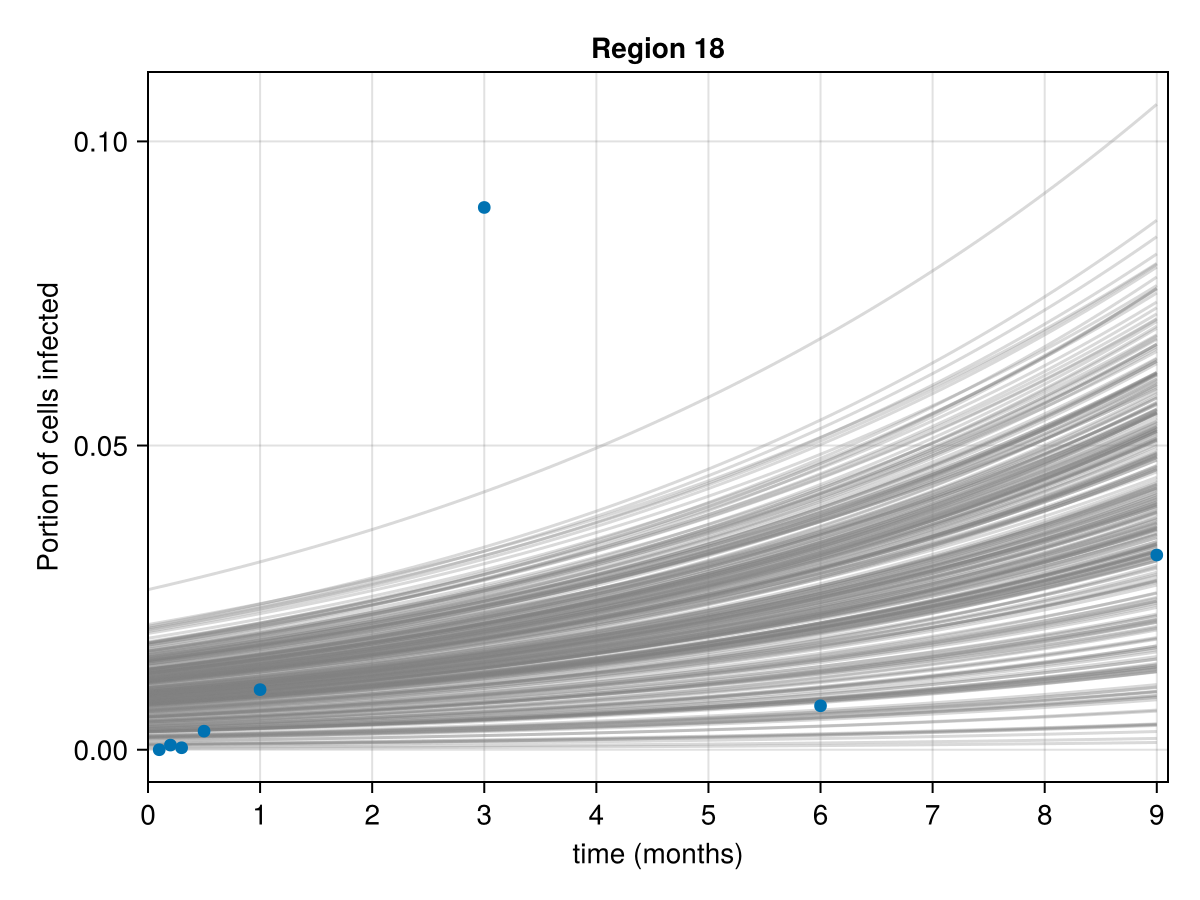 Region 18
Portion of cells infected
0.10
0.05
0.00
0 1 2 3 4 5 6 7 8 9
time (months)